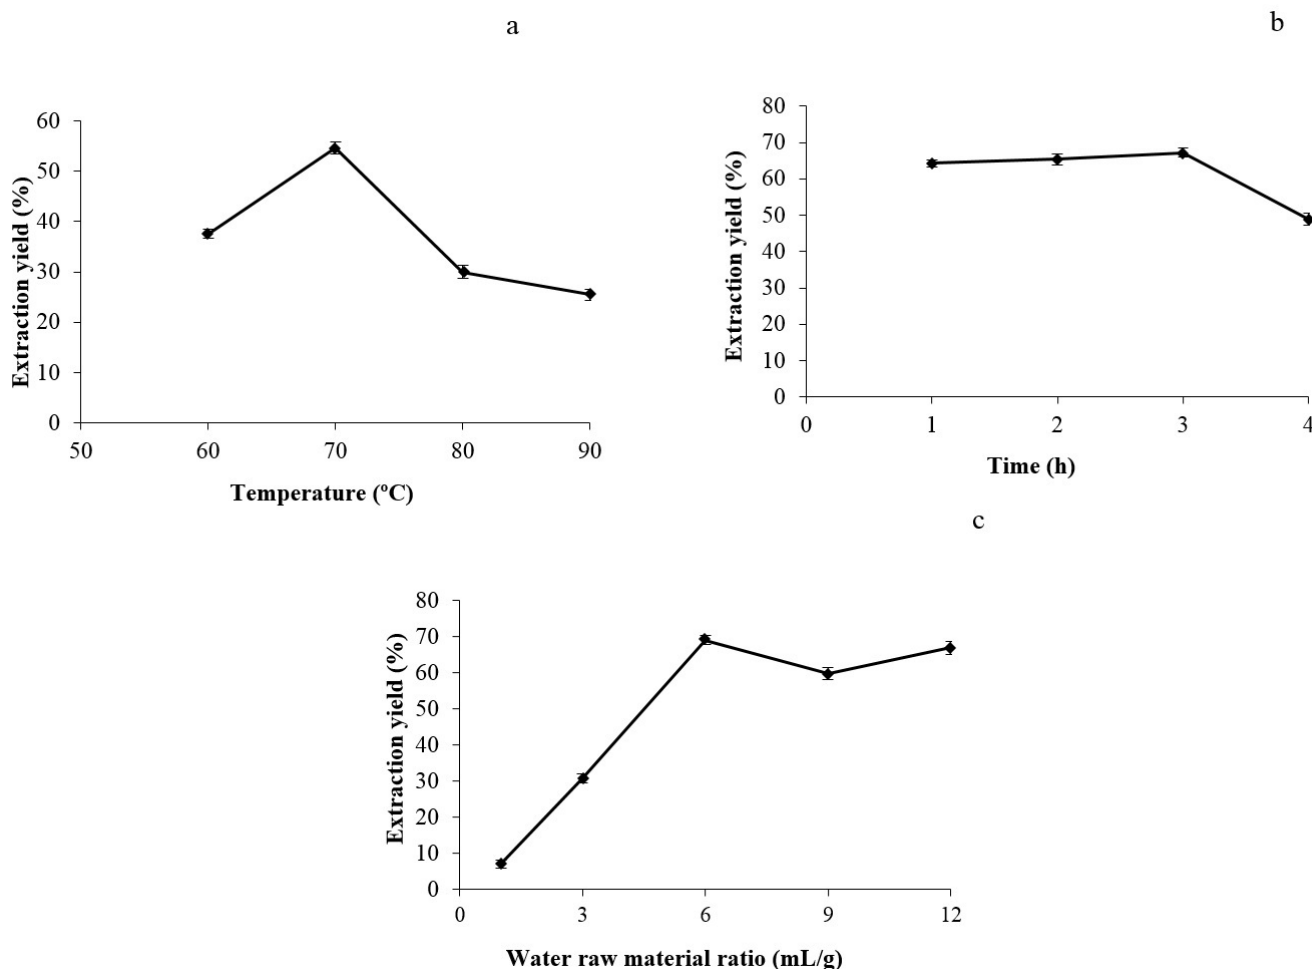 a
60
50
40
30
20
10
0
50 60 70 80 90
Extraction yield (%)
Temperature (ºC)
b
80
70
60
50
40
30
20
10
0
0 1 2 3 4
Extraction yield (%)
Time (h)
c
80
70
60
50
40
30
20
10
0
0 3 6 9 12
Extraction yield (%)
Water raw material ratio (mL/g)